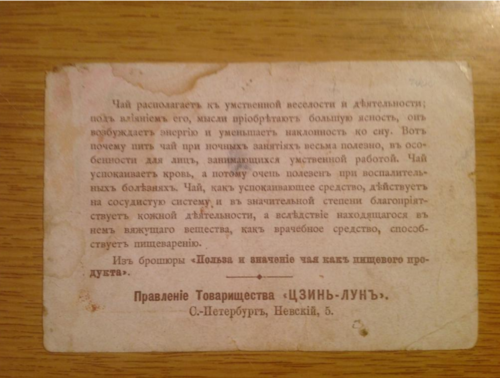 Чай располагаетъ къ умственной веселости и дѣятельности;
подъ вліяніемъ его, мысли пріобрѣтаютъ большую ясность, онъ
возбуждаетъ энергію и уменьшаетъ наклонность ко сну. Вотъ
почему пить чай при ночныхъ занятіяхъ весьма полезно, въ осо-
бенности для лицъ, занимающихся умственной работой. Чай
успокаиваетъ кровь, а потому очень полезен при воспалитель-
ныхъ болѣзняхъ. Чай, какъ успокаивающее средство, дѣйствуетъ
на сосудистую систему и въ значительной степени благопріят-
ствуетъ кожной дѣятельности, а вслѣдствіе находящагося въ
немъ вяжущаго вещества, какъ врачебное средство, способ-
ствуетъ пищеваренію.
Изъ брошюры «Польза и значеніе чая какъ пищевого про-
дукта».
Правленіе Товарищества „ЦЗИНЬ-ЛУНЪ".
С.-Петербургъ, Невскій, 5.